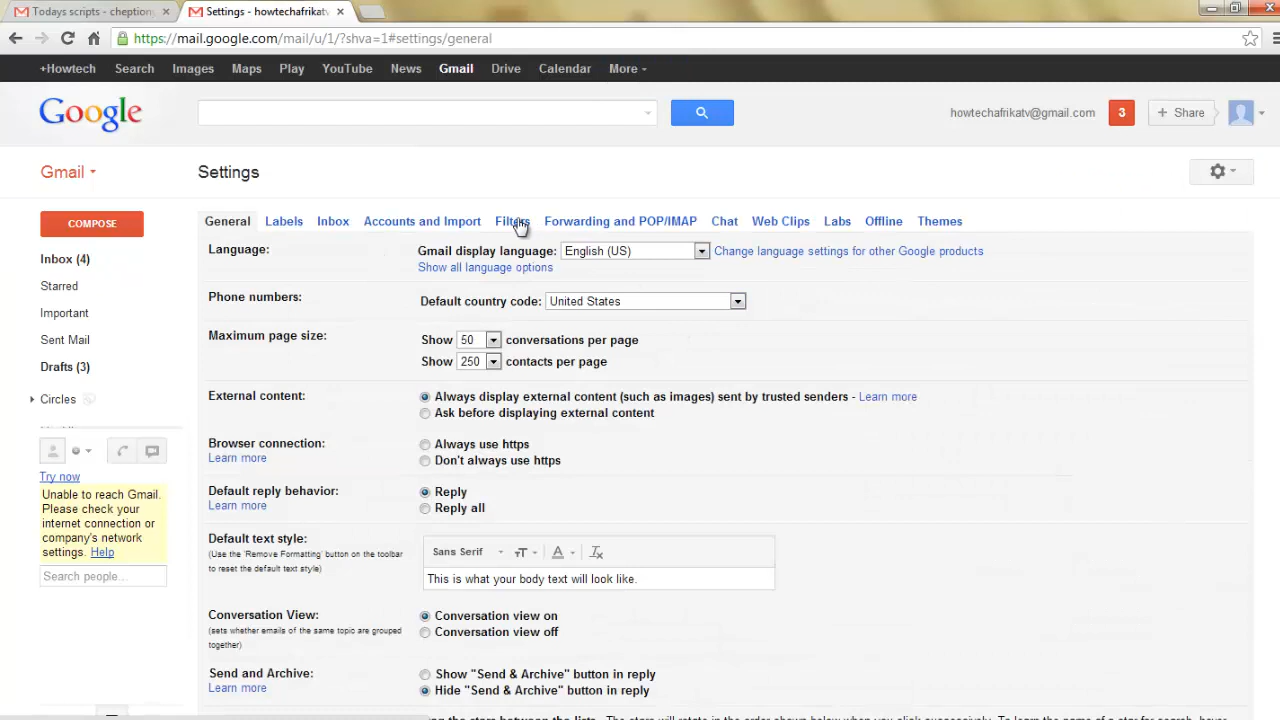 Todays scripts - cheption
Settings - howtechafrikatv
https://mail.google.com/mail/u/1/?shva=1#settings/general
+Howtech Search Images Maps Play YouTube News Gmail Drive Calendar More
Google
howtechafrikatv@gmail.com 3 + Share
Gmail
Settings
COMPOSE
Inbox (4)
Starred
Important
Sent Mail
Drafts (3)
Circles
Try now
Unable to reach Gmail.
Please check your
internet connection or
company's network
settings. Help
Search people...
General Labels Inbox Accounts and Import Filters Forwarding and POP/IMAP Chat Web Clips Labs Offline Themes
Language:
Gmail display language: English (US) Change language settings for other Google products
Show all language options
Phone numbers:
Default country code: United States
Maximum page size:
Show 50 conversations per page
Show 250 contacts per page
External content:
Always display external content (such as images) sent by trusted senders - Learn more
Ask before displaying external content
Browser connection:
Learn more
Always use https
Don't always use https
Default reply behavior:
Learn more
Reply
Reply all
Default text style:
(Use the 'Remove Formatting' button on the toolbar
to reset the default text style)
Sans Serif
This is what your body text will look like.
Conversation View:
(sets whether emails of the same topic are grouped
together)
Conversation view on
Conversation view off
Send and Archive:
Learn more
Show "Send & Archive" button in reply
Hide "Send & Archive" button in reply